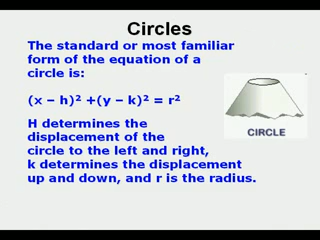 Circles
The standard or most familiar
form of the equation of a
circle is:
(x – h)² +(y – k)² = r²
H determines the
displacement of the
circle to the left and right,
k determines the displacement
up and down, and r is the radius.
CIRCLE